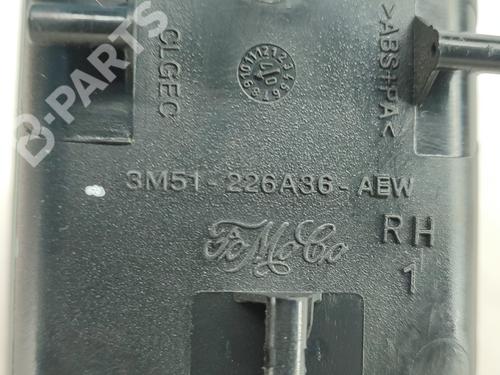 B-PARTS
CLGEC
>ABS+PA<
3M51-226A36-AEW
FoMoCo
RH
1